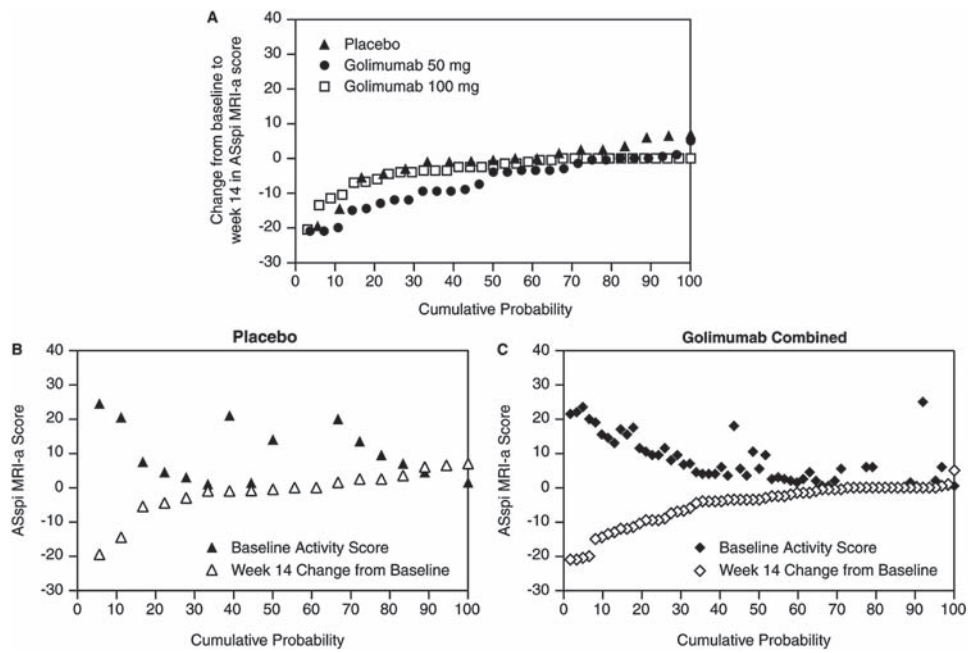 A
Change from baseline to
week 14 in ASspi MRI-a score
40
30
20
10
0
-10
-20
-30
Placebo
Golimumab 50 mg
Golimumab 100 mg
0 10 20 30 40 50 60 70 80 90 100
Cumulative Probability
B
Placebo
ASspi MRI-a Score
40
30
20
10
0
-10
-20
-30
Baseline Activity Score
Week 14 Change from Baseline
0 10 20 30 40 50 60 70 80 90 100
Cumulative Probability
C
Golimumab Combined
ASspi MRI-a Score
40
30
20
10
0
-10
-20
-30
Baseline Activity Score
Week 14 Change from Baseline
0 10 20 30 40 50 60 70 80 90 100
Cumulative Probability